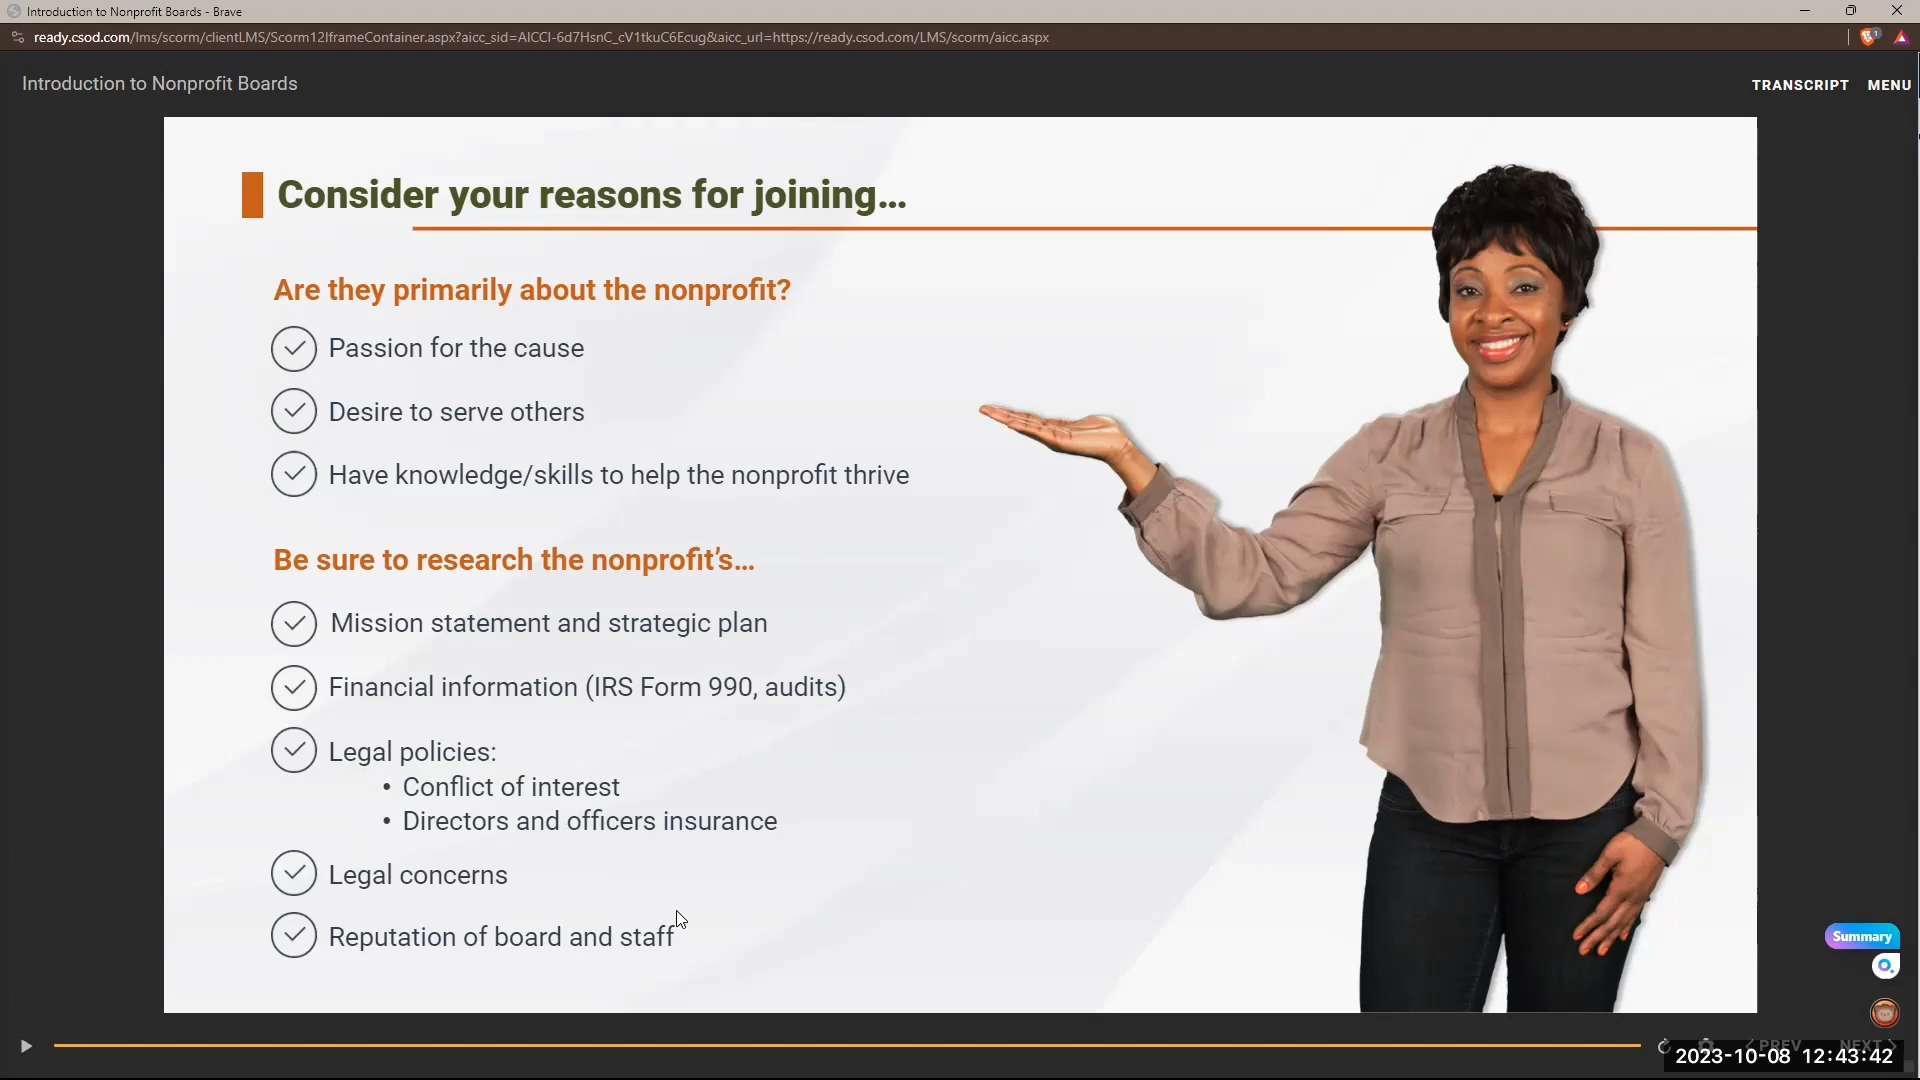 Introduction to Nonprofit Boards - Brave
ready.csod.com/lms/scorm/clientLMS/Scorm12IframeContainer.aspx?aicc_sid=AICCI-6d7HsnC_cV1tkuC6Ecug&aicc_url=https://ready.csod.com/LMS/scorm/aicc.aspx
1
Introduction to Nonprofit Boards
TRANSCRIPT MENU
Consider your reasons for joining...
Are they primarily about the nonprofit?
Passion for the cause
Desire to serve others
Have knowledge/skills to help the nonprofit thrive
Be sure to research the nonprofit's...
Mission statement and strategic plan
Financial information (IRS Form 990, audits)
Legal policies:
• Conflict of interest
• Directors and officers insurance
Legal concerns
Reputation of board and staff
Summary
PREV NEXT
2023-10-08 12:43:42